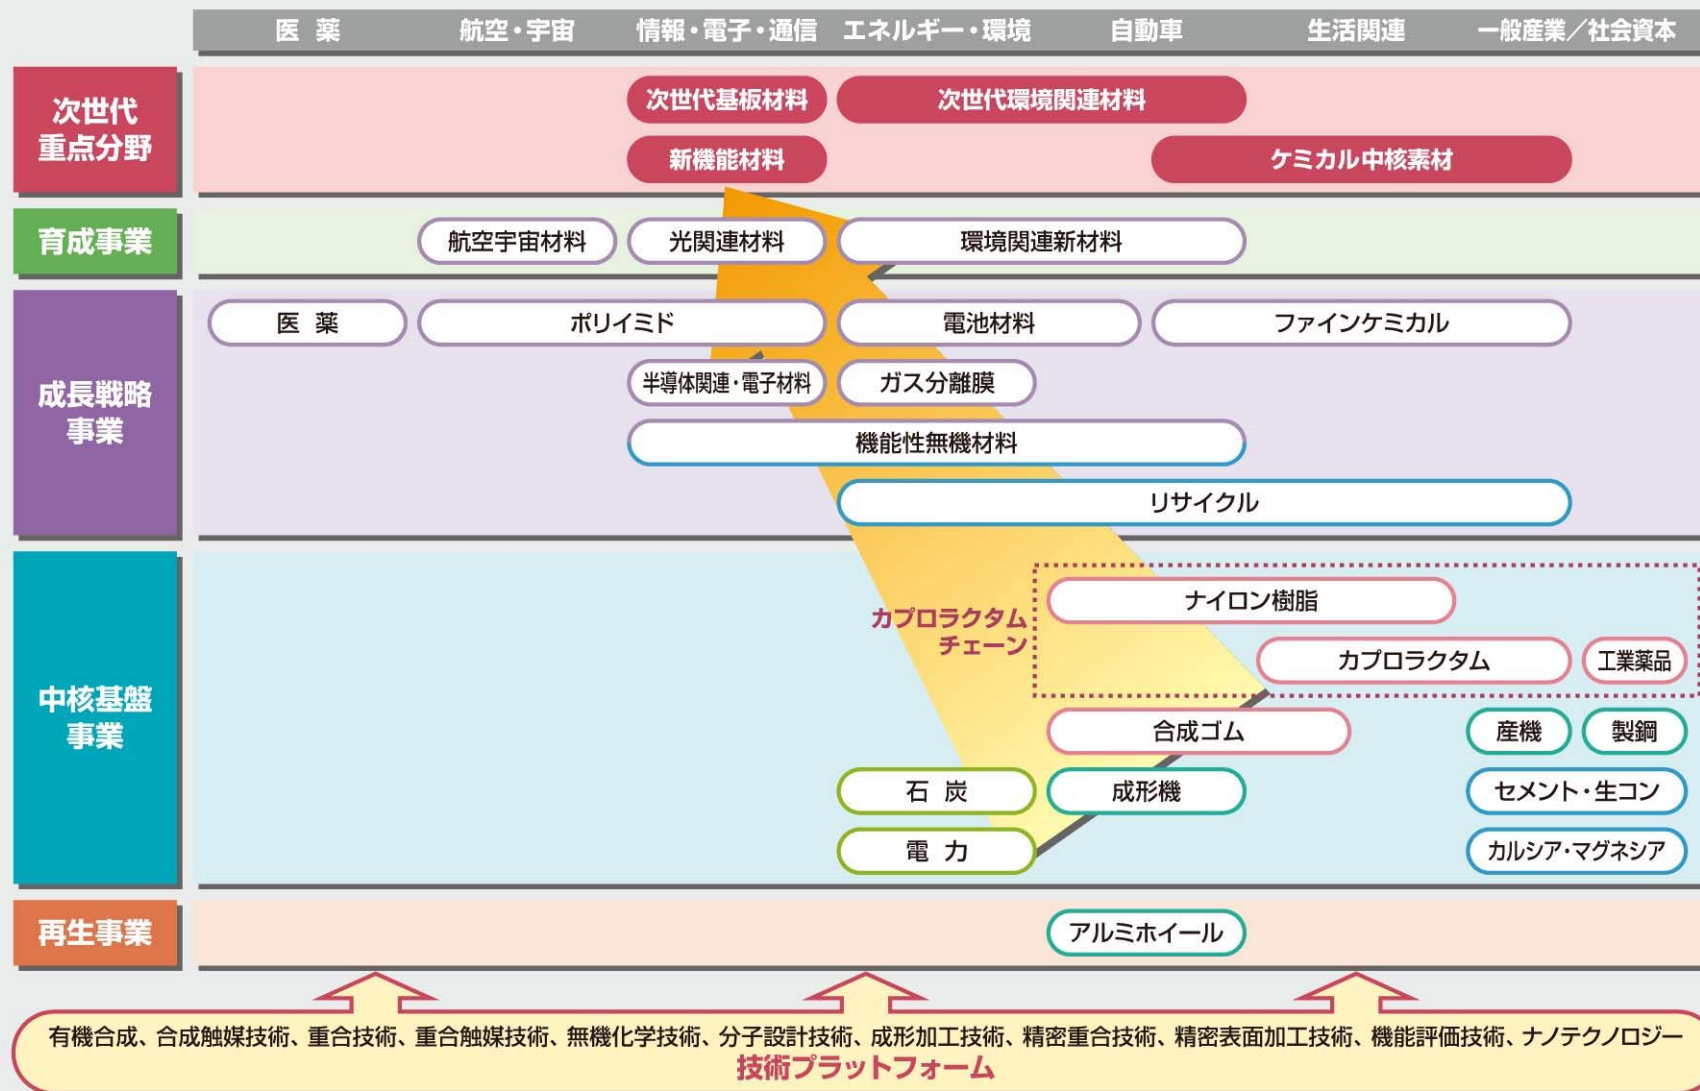 医薬 航空・宇宙 情報・電子・通信 エネルギー・環境 自動車 生活関連 一般産業／社会資本
次世代
重点分野
次世代基板材料 次世代環境関連材料
新機能材料 ケミカル中核素材
育成事業
航空宇宙材料 光関連材料 環境関連新材料
成長戦略
事業
医薬 ポリイミド 電池材料 ファインケミカル
半導体関連・電子材料 ガス分離膜
機能性無機材料
リサイクル
中核基盤
事業
カプロラクタム
チェーン
ナイロン樹脂
カプロラクタム 工業薬品
合成ゴム 産機 製鋼
石炭 成形機 セメント・生コン
電力 カルシア・マグネシア
再生事業
アルミホイール
有機合成、合成触媒技術、重合技術、重合触媒技術、無機化学技術、分子設計技術、成形加工技術、精密重合技術、精密表面加工技術、機能評価技術、ナノテクノロジー
技術プラットフォーム